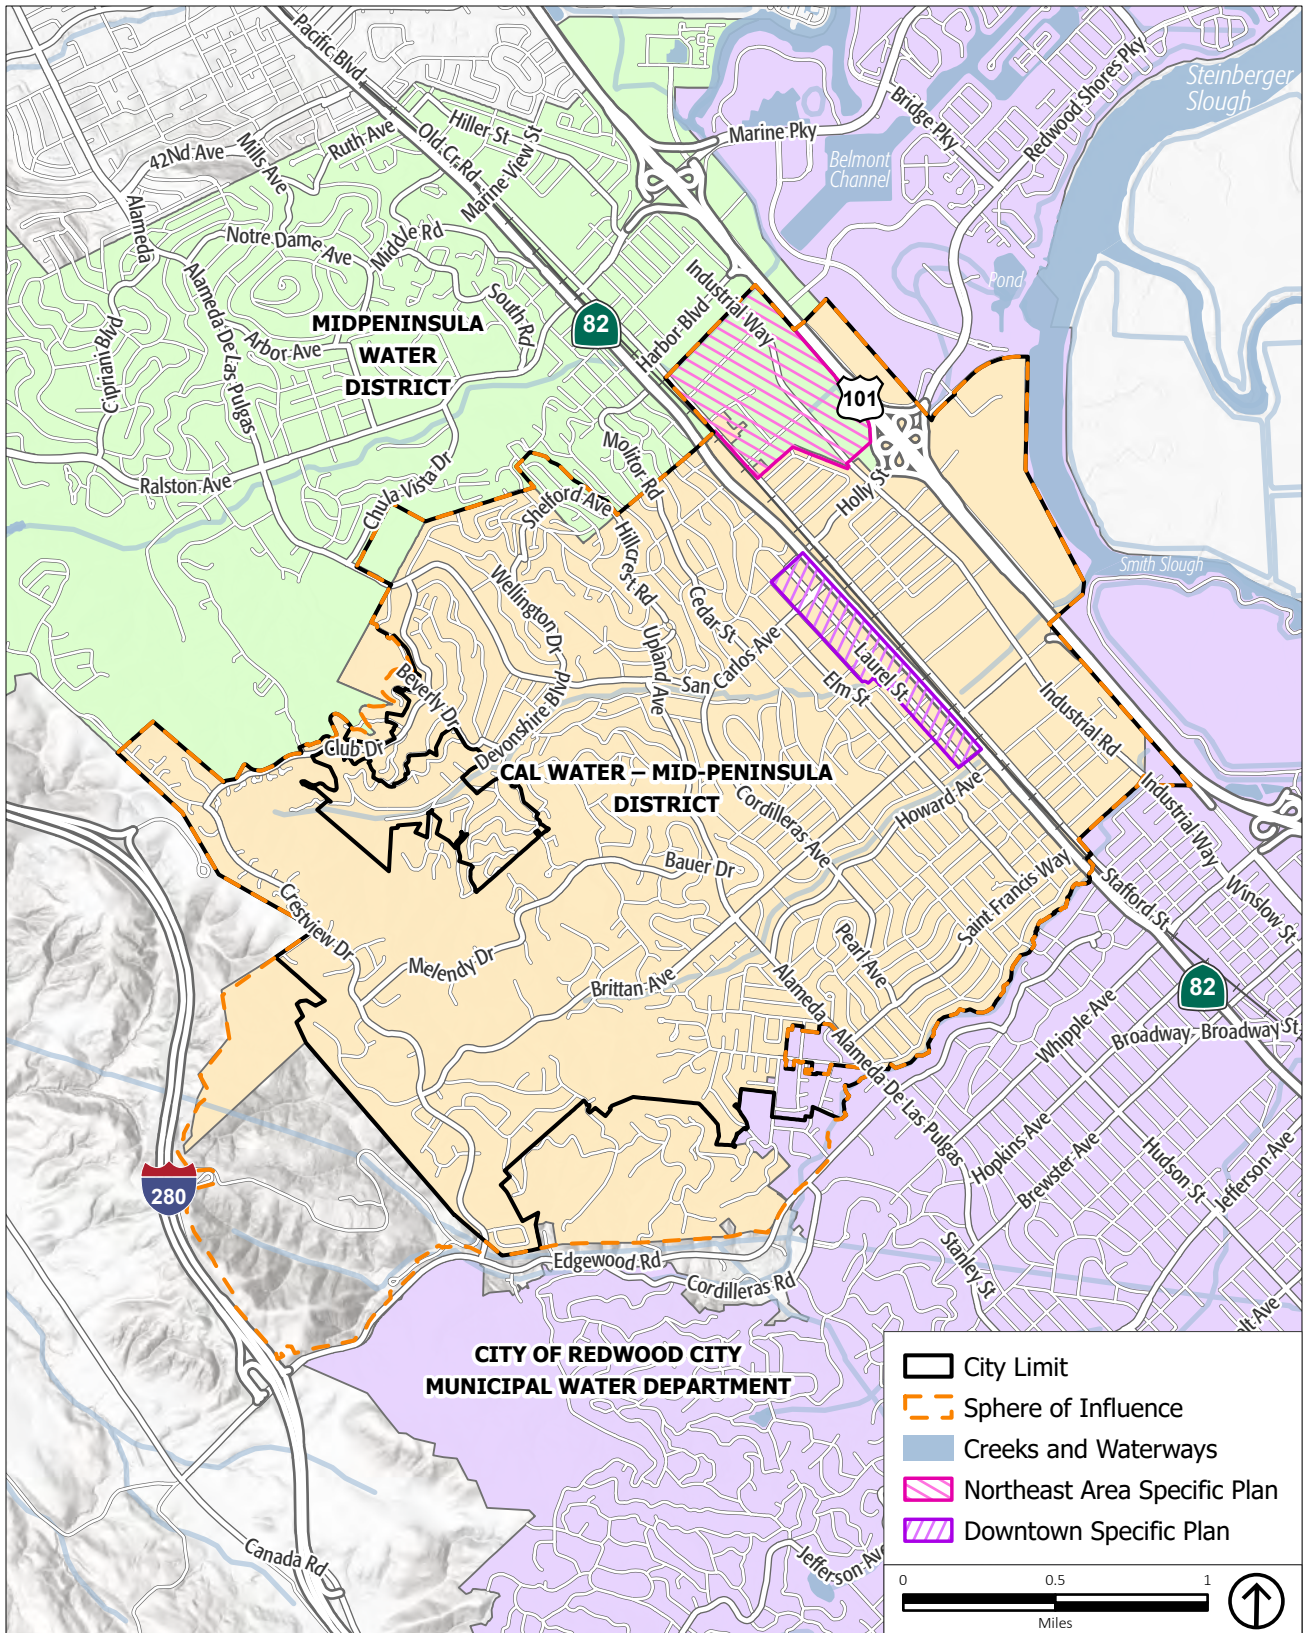 Pacific Blvd
Steinberger
Slough
Redwood Shores Pky
Bridge Pky
Hiller St
Marine Pky
Ruth Ave
Old Cr. Rd
42Nd Ave
Mills Ave
Marine View St
Belmont
Channel
Alameda
Notre Dame Ave
Middle Rd
Pond
Industrial Way
South Rd
MIDPENINSULA
WATER
DISTRICT
82
Harbor Blvd
Cipriani Blvd
Arbor Ave
Alameda De Las Pulgas
101
Molitor Rd
Ralston Ave
Chula Vista Dr
Holly St
Shelford Ave
Hillcrest Rd
Smith Slough
Wellington Dr
Cedar St
Upland Ave
San Carlos Ave
Laurel St
Elm St
Beverly Dr
Devonshire Blvd
Industrial Rd
Club Dr
CAL WATER – MID-PENINSULA
DISTRICT
Cordilleras Ave
Howard Ave
Industrial Way
Bauer Dr
Stafford St
Winslow St
Saint Francis Way
Crestview Dr
Pearl Ave
Melendy Dr
Brittan Ave
Alameda
82
Whipple Ave
Broadway
Broadway St
Alameda De Las Pulgas
Hopkins Ave
Brewster Ave
Hudson St
Jefferson Ave
280
Stanley St
Edgewood Rd
Cordilleras Rd
olt Ave
CITY OF REDWOOD CITY
MUNICIPAL WATER DEPARTMENT
Canada Rd
Jefferson Av
City Limit
Sphere of Influence
Creeks and Waterways
Northeast Area Specific Plan
Downtown Specific Plan
0 0.5 1
Miles